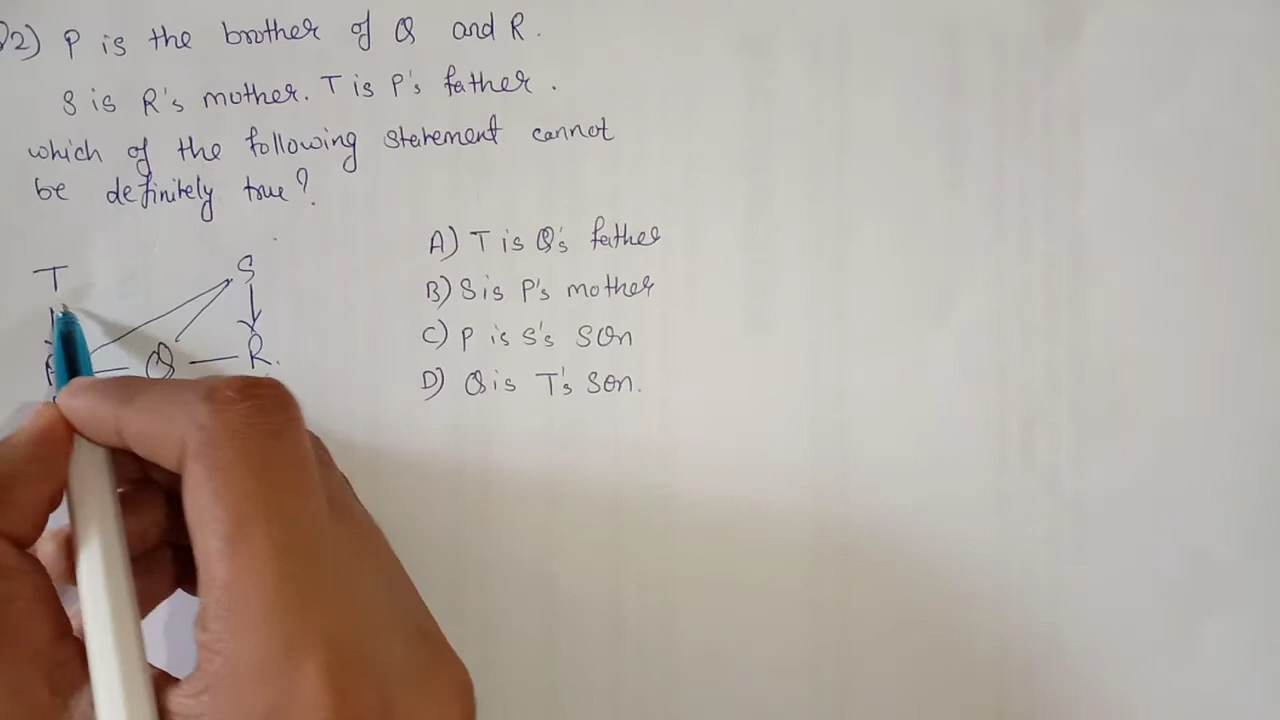 2) P is the brother of Q and R.
S is R's mother. T is P's father.
which of the following statement cannot
be definitely true?
A) T is Q's father
B) S is P's mother
C) P is S's son
D) Q is T's son.
T S
Q — R.